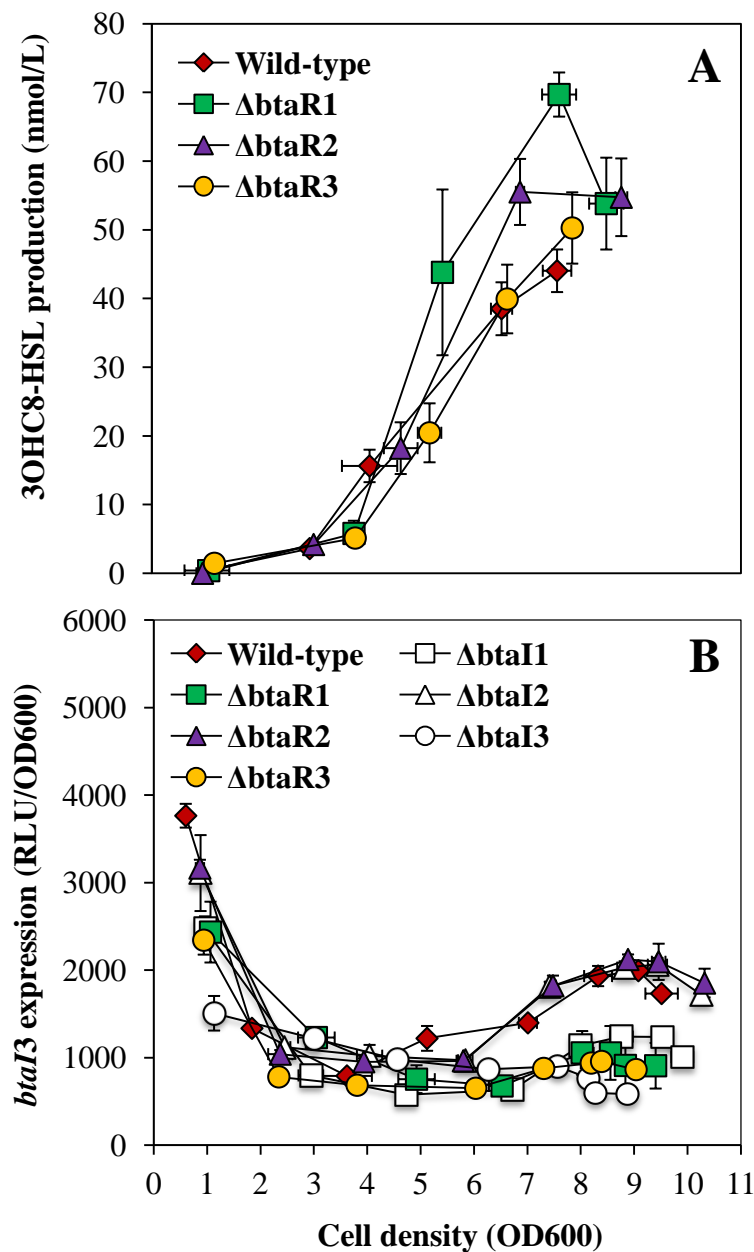 80
70
60
50
40
30
20
10
0
3OHC8-HSL production (nmol/L)
Wild-type
ΔbtaR1
ΔbtaR2
ΔbtaR3
A
6000
5000
4000
3000
2000
1000
0
btaI3 expression (RLU/OD600)
Wild-type
ΔbtaR1
ΔbtaR2
ΔbtaR3
ΔbtaI1
ΔbtaI2
ΔbtaI3
B
0 1 2 3 4 5 6 7 8 9 10 11
Cell density (OD600)